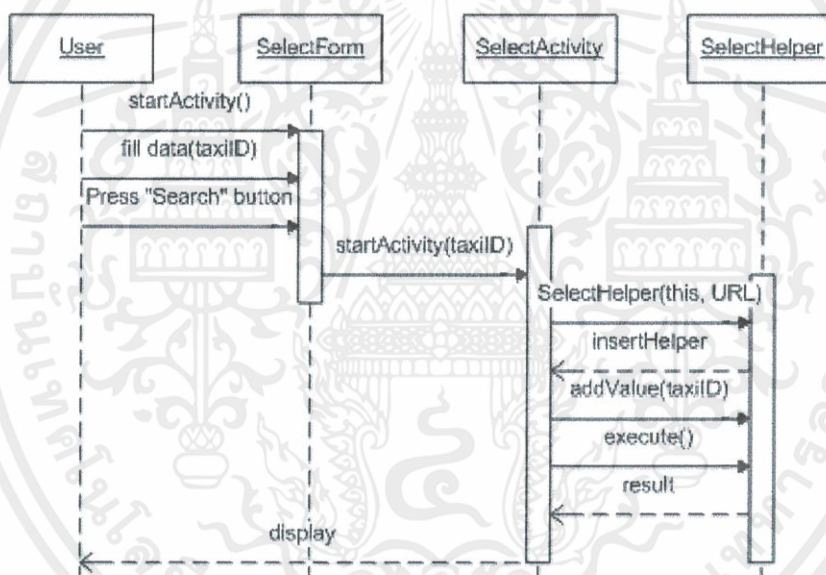 User
SelectForm
SelectActivity
SelectHelper
startActivity()
fill data(taxiID)
Press "Search" button
startActivity(taxiID)
SelectHelper(this, URL)
insertHelper
addValue(taxiID)
execute()
result
display